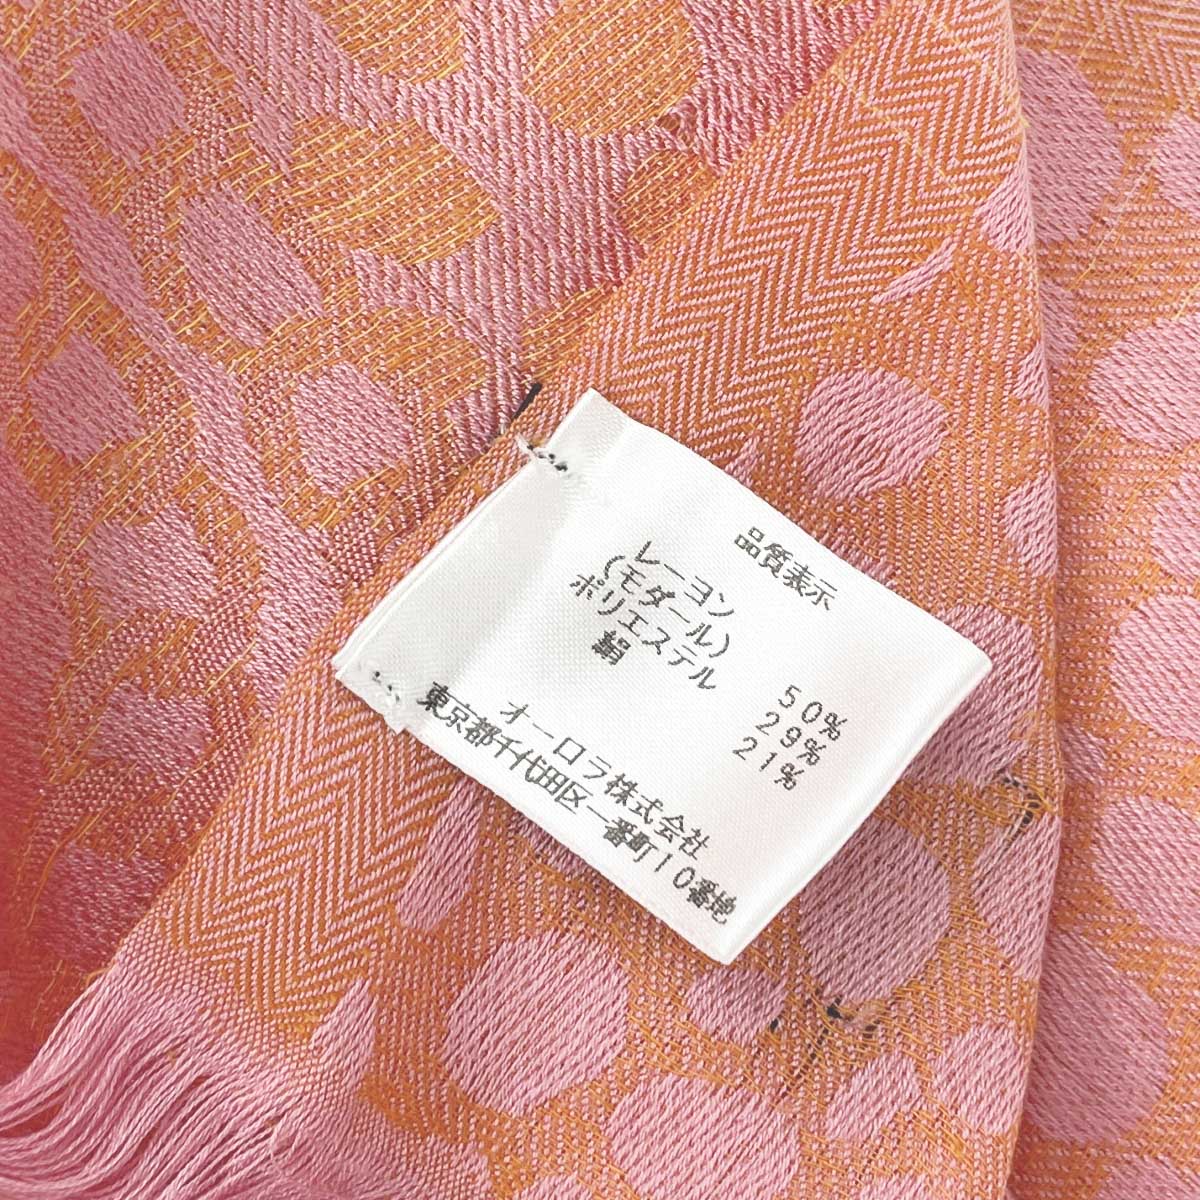 品質表示
レーヨン 50%
(モダール)
ポリエステル 29%
絹 21%
オーロラ株式会社
東京都千代田区一番町10番地